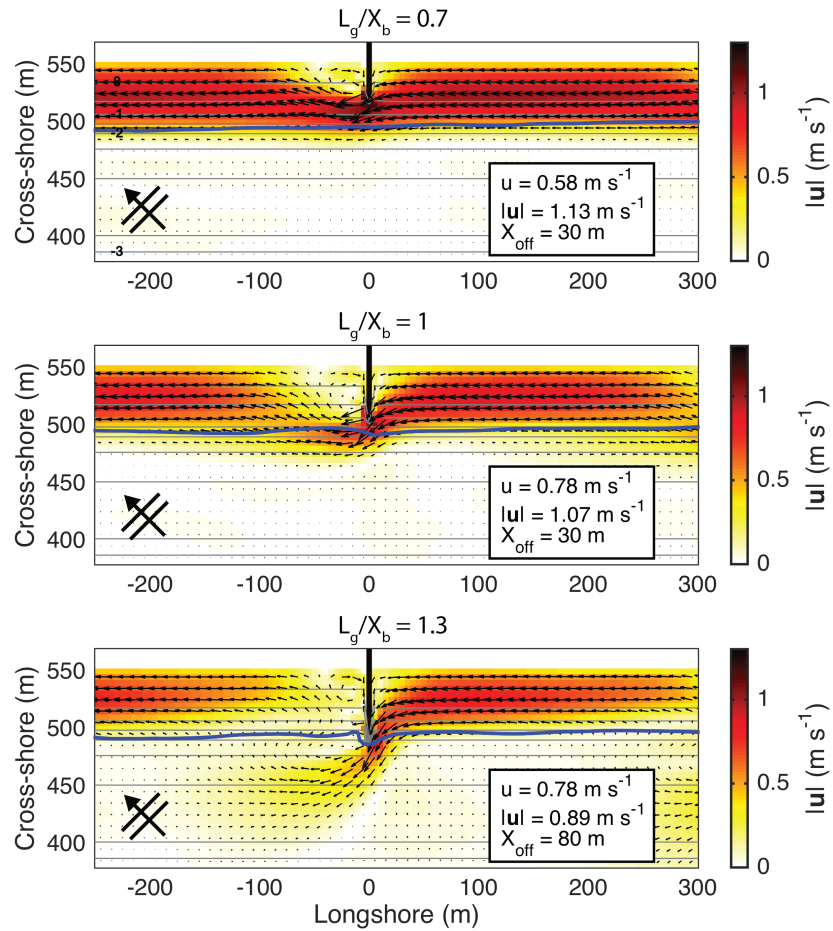 L_g/X_b = 0.7
Cross-shore (m)
550
500
450
400
0
-1
-2
-3
u = 0.58 m s⁻¹
|u| = 1.13 m s⁻¹
X_off = 30 m
-200 -100 0 100 200 300
1
0.5
0
|u| (m s⁻¹)
L_g/X_b = 1
Cross-shore (m)
550
500
450
400
u = 0.78 m s⁻¹
|u| = 1.07 m s⁻¹
X_off = 30 m
-200 -100 0 100 200 300
1
0.5
0
|u| (m s⁻¹)
L_g/X_b = 1.3
Cross-shore (m)
550
500
450
400
u = 0.78 m s⁻¹
|u| = 0.89 m s⁻¹
X_off = 80 m
-200 -100 0 100 200 300
Longshore (m)
1
0.5
0
|u| (m s⁻¹)